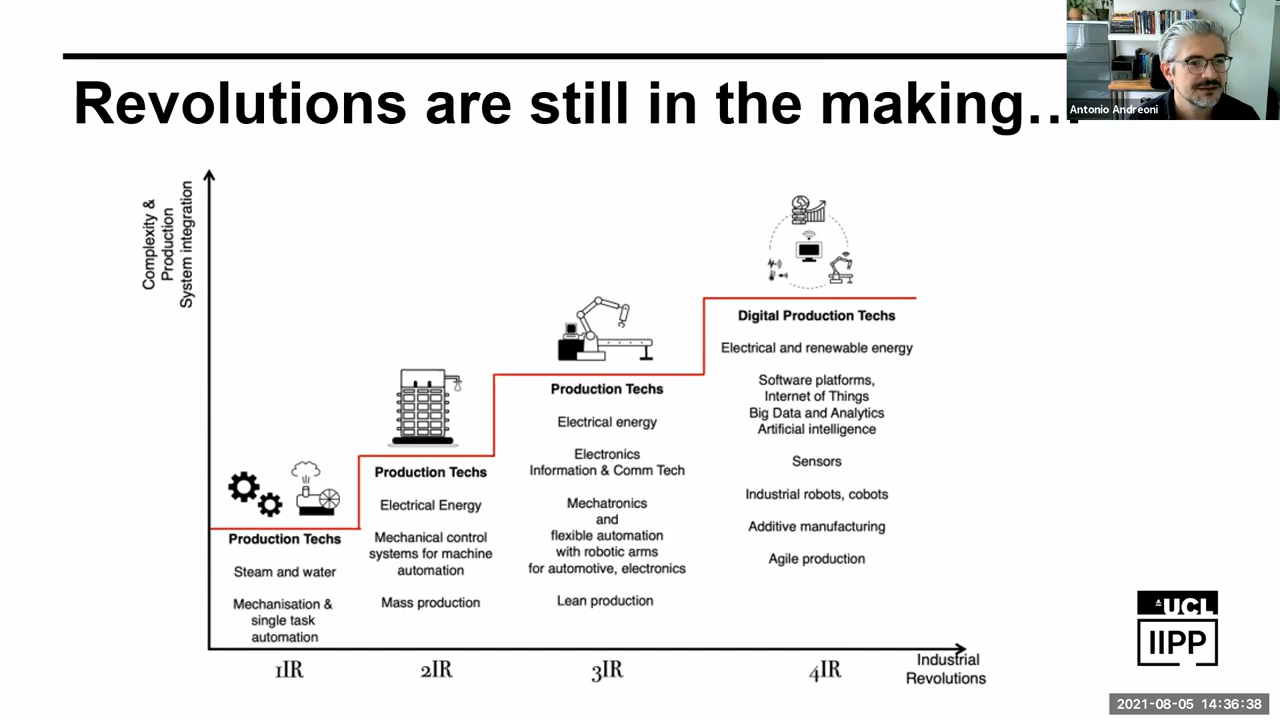 Revolutions are still in the making…
Antonio Andreoni
Complexity &
Production
System integration
Production Techs
Steam and water
Mechanisation &
single task
automation
Production Techs
Electrical Energy
Mechanical control
systems for machine
automation
Mass production
Production Techs
Electrical energy
Electronics
Information & Comm Tech
Mechatronics
and
flexible automation
with robotic arms
for automotive, electronics
Lean production
Digital Production Techs
Electrical and renewable energy
Software platforms,
Internet of Things
Big Data and Analytics
Artificial intelligence
Sensors
Industrial robots, cobots
Additive manufacturing
Agile production
1IR
2IR
3IR
4IR
Industrial
Revolutions
UCL
IIPP
2021-08-05 14:36:38